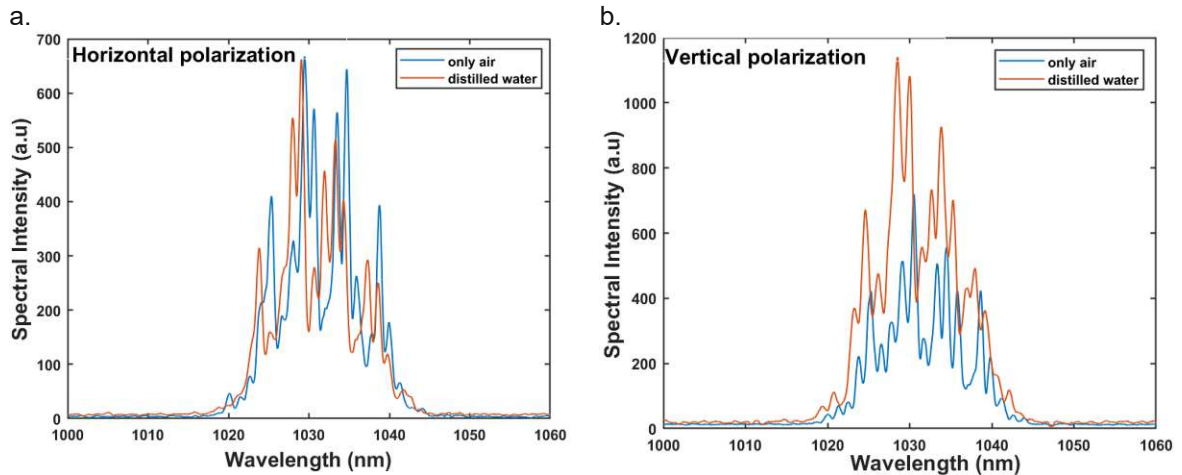 a.
Horizontal polarization
only air
distilled water
700
600
500
400
300
200
100
0
Spectral Intensity (a.u)
1000 1010 1020 1030 1040 1050 1060
Wavelength (nm)
b.
Vertical polarization
only air
distilled water
1200
1000
800
600
400
200
0
Spectral Intensity (a.u)
1000 1010 1020 1030 1040 1050 1060
Wavelength (nm)